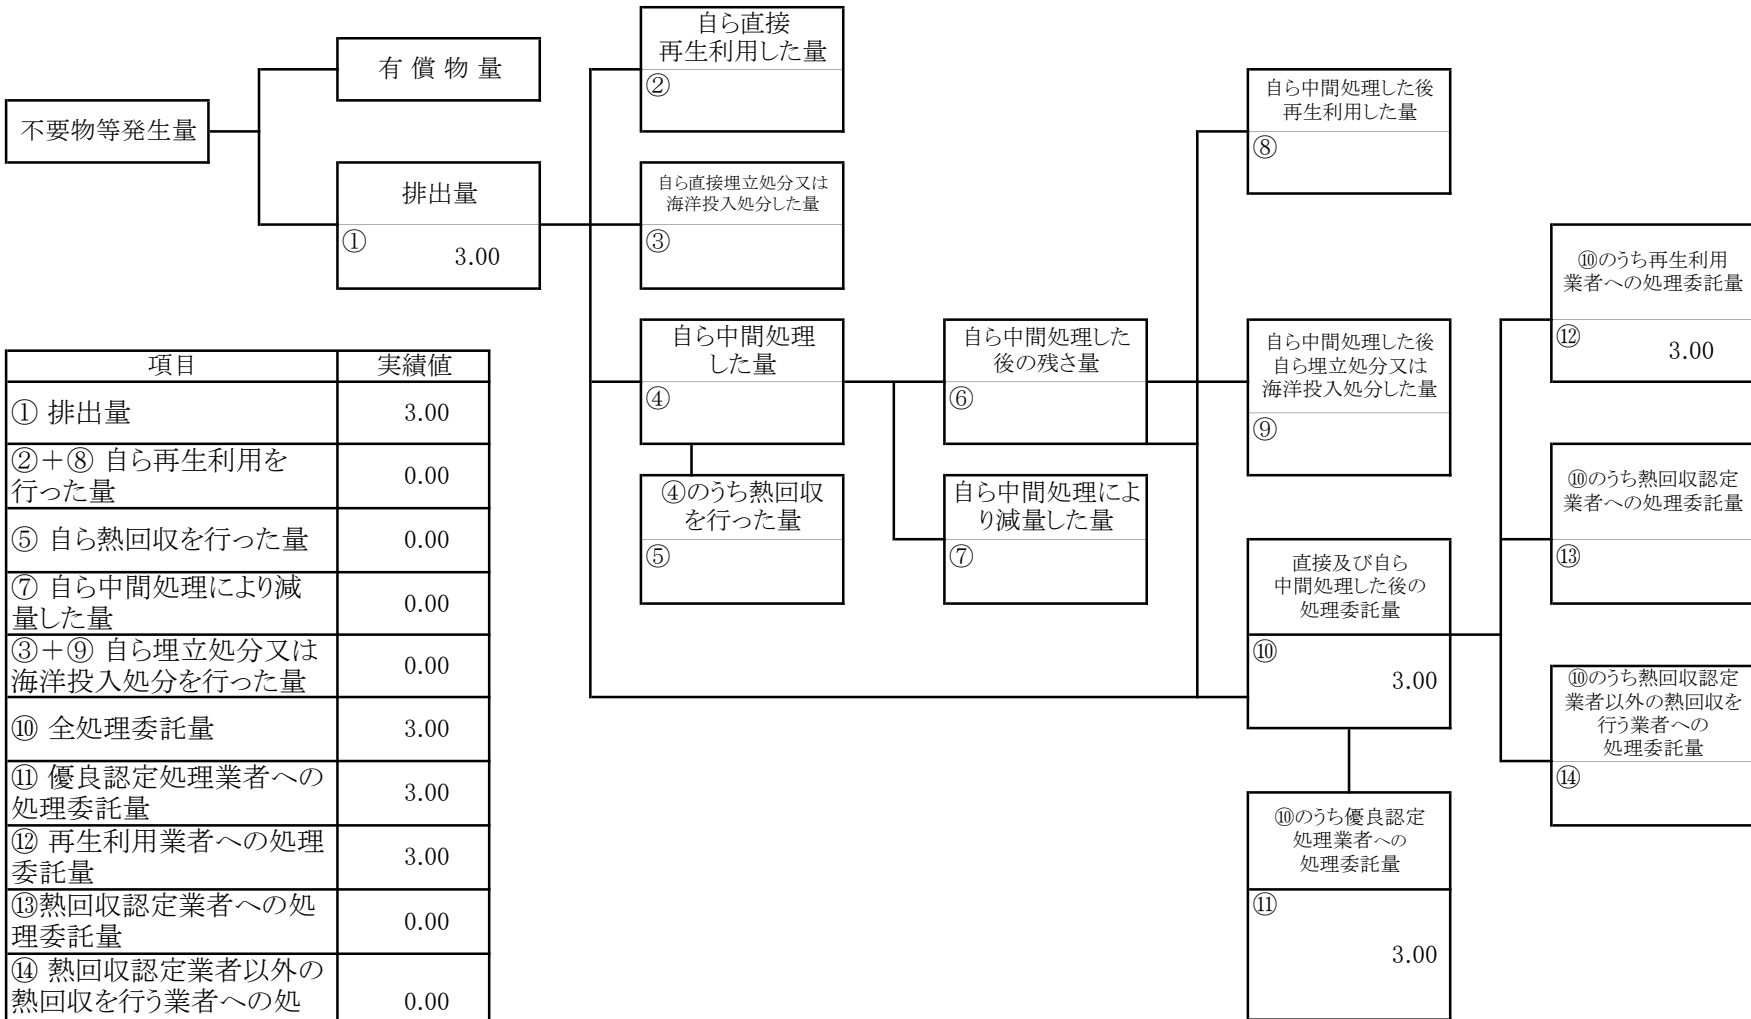 不要物等発生量
有 償 物 量
排出量
①
3.00
自ら直接
再生利用した量
②
自ら直接埋立処分又は
海洋投入処分した量
③
自ら中間処理
した量
④
④のうち熱回収
を行った量
⑤
自ら中間処理した
後の残さ量
⑥
自ら中間処理によ
り減量した量
⑦
自ら中間処理した後
再生利用した量
⑧
自ら中間処理した後
自ら埋立処分又は
海洋投入処分した量
⑨
直接及び自ら
中間処理した後の
処理委託量
⑩
3.00
⑩のうち優良認定
処理業者への
処理委託量
⑪
3.00
⑩のうち再生利用
業者への処理委託量
⑫
3.00
⑩のうち熱回収認定
業者への処理委託量
⑬
⑩のうち熱回収認定
業者以外の熱回収を
行う業者への
処理委託量
⑭
項目 実績値
① 排出量 3.00
②+⑧ 自ら再生利用を
行った量 0.00
⑤ 自ら熱回収を行った量 0.00
⑦ 自ら中間処理により減
量した量 0.00
③+⑨ 自ら埋立処分又は
海洋投入処分を行った量 0.00
⑩ 全処理委託量 3.00
⑪ 優良認定処理業者への
処理委託量 3.00
⑫ 再生利用業者への処理
委託量 3.00
⑬熱回収認定業者への処
理委託量 0.00
⑭ 熱回収認定業者以外の
熱回収を行う業者への処 0.00